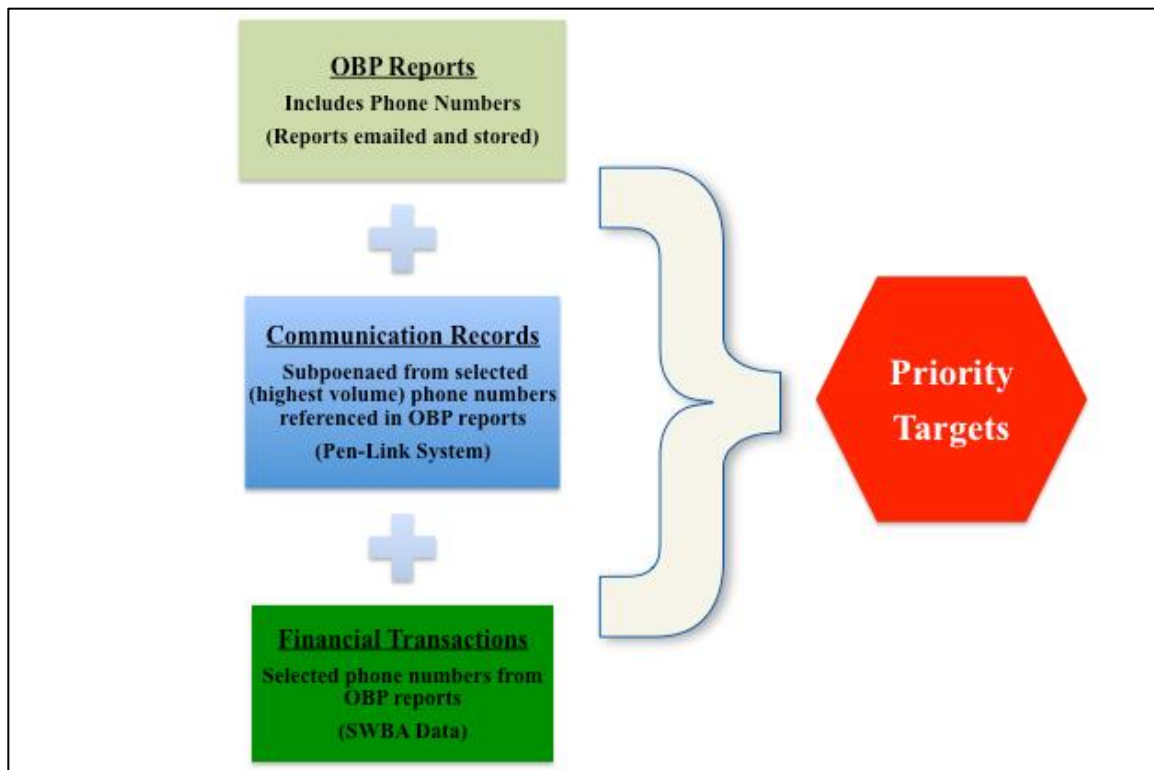 OBP Reports
Includes Phone Numbers
(Reports emailed and stored)
Communication Records
Subpoenaed from selected
(highest volume) phone numbers
referenced in OBP reports
(Pen-Link System)
Financial Transactions
Selected phone numbers from
OBP reports
(SWBA Data)
Priority
Targets